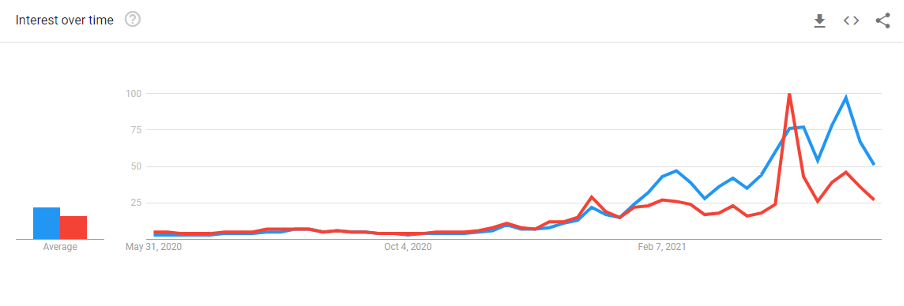 Interest over time ?
100
75
50
25
Average
May 31, 2020
Oct 4, 2020
Feb 7, 2021